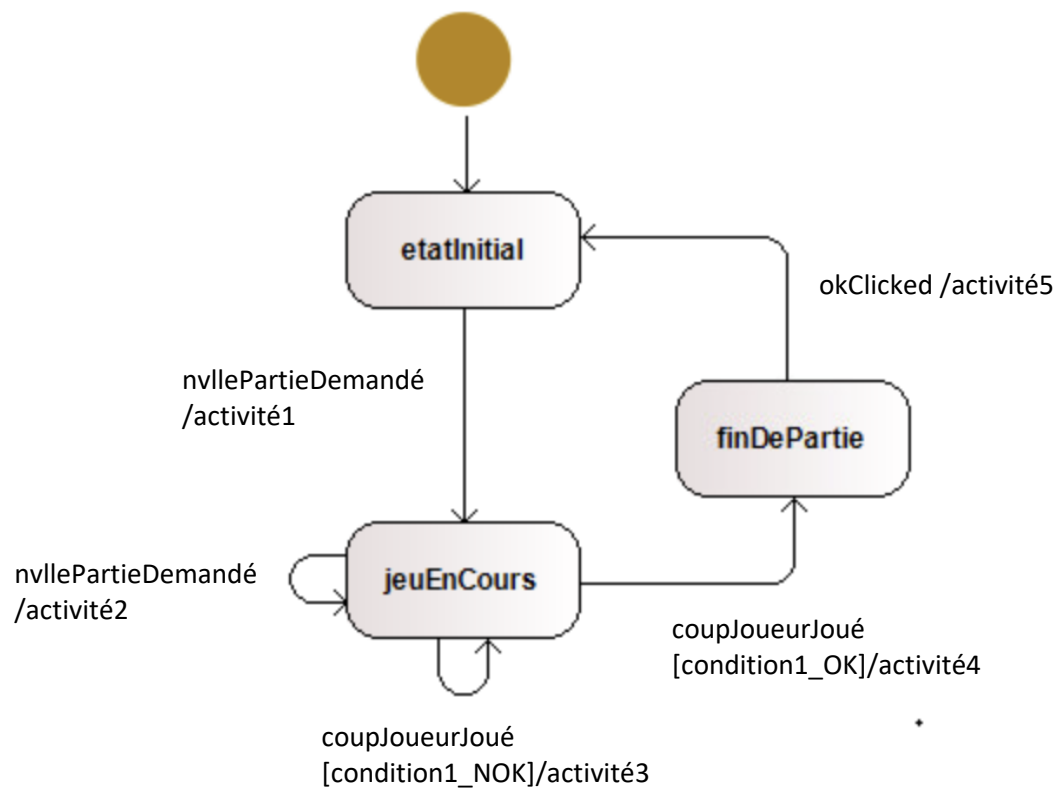 etatInitial
okClicked /activité5
nvllePartieDemandé
/activité1
finDePartie
nvllePartieDemandé
/activité2
jeuEnCours
coupJoueurJoué
[condition1_OK]/activité4
coupJoueurJoué
[condition1_NOK]/activité3